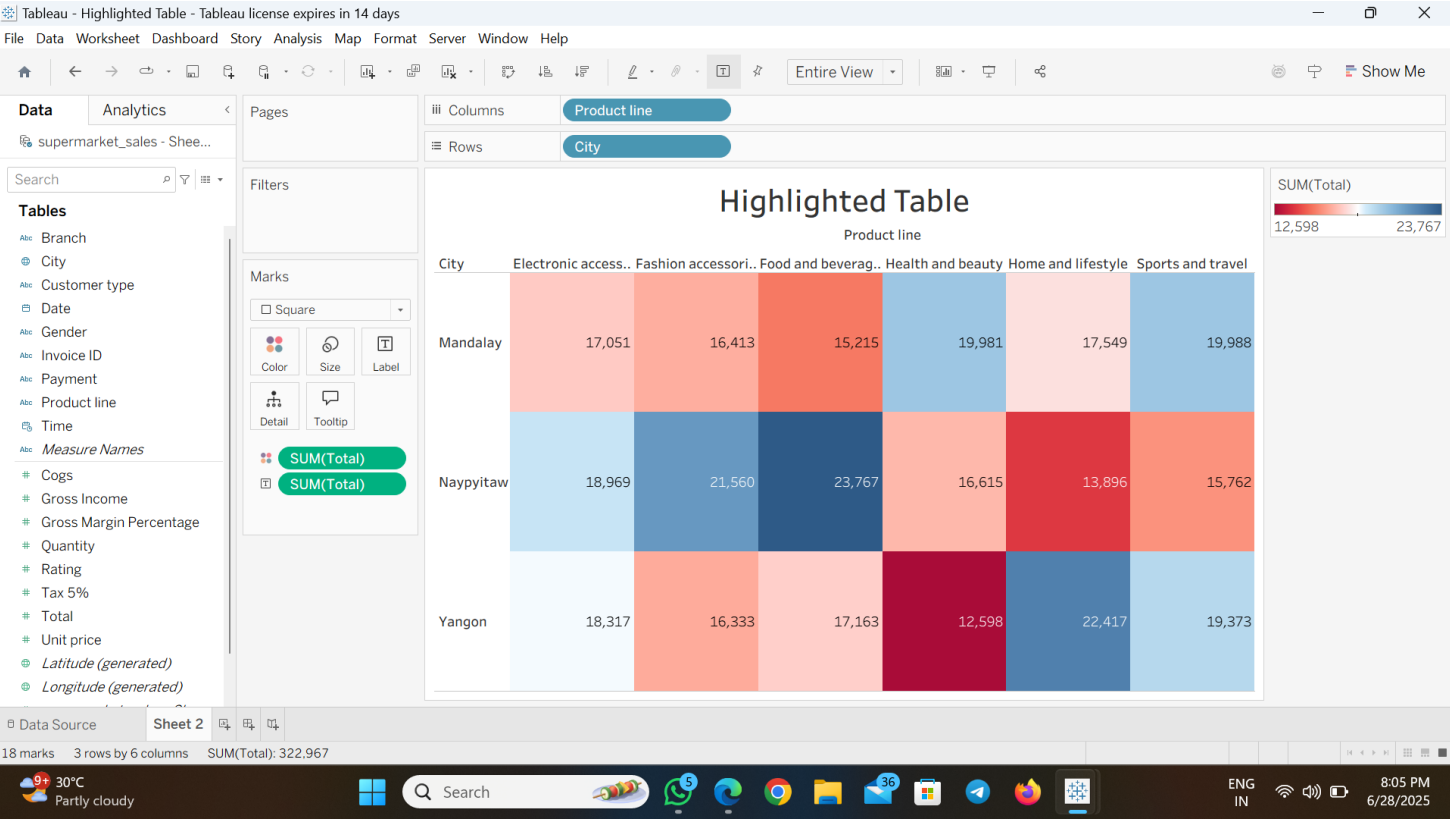 Tableau - Highlighted Table - Tableau license expires in 14 days
File Data Worksheet Dashboard Story Analysis Map Format Server Window Help
Entire View
Show Me
Data
Analytics
supermarket_sales - Shee...
Search
Tables
Abc Branch
City
Abc Customer type
Date
Abc Gender
Abc Invoice ID
Abc Payment
Abc Product line
Time
Abc Measure Names
# Cogs
# Gross Income
# Gross Margin Percentage
# Quantity
# Rating
# Tax 5%
# Total
# Unit price
Latitude (generated)
Longitude (generated)
Pages
Filters
Marks
Square
Color Size Label
Detail Tooltip
SUM(Total)
SUM(Total)
Columns Product line
Rows City
Highlighted Table
Product line
City Electronic access.. Fashion accessori.. Food and beverag.. Health and beauty Home and lifestyle Sports and travel
Mandalay 17,051 16,413 15,215 19,981 17,549 19,988
Naypyitaw 18,969 21,560 23,767 16,615 13,896 15,762
Yangon 18,317 16,333 17,163 12,598 22,417 19,373
SUM(Total)
12,598 23,767
Data Source Sheet 2
18 marks 3 rows by 6 columns SUM(Total): 322,967
9+ 30°C
Partly cloudy
Search
5
36
ENG
IN
8:05 PM
6/28/2025